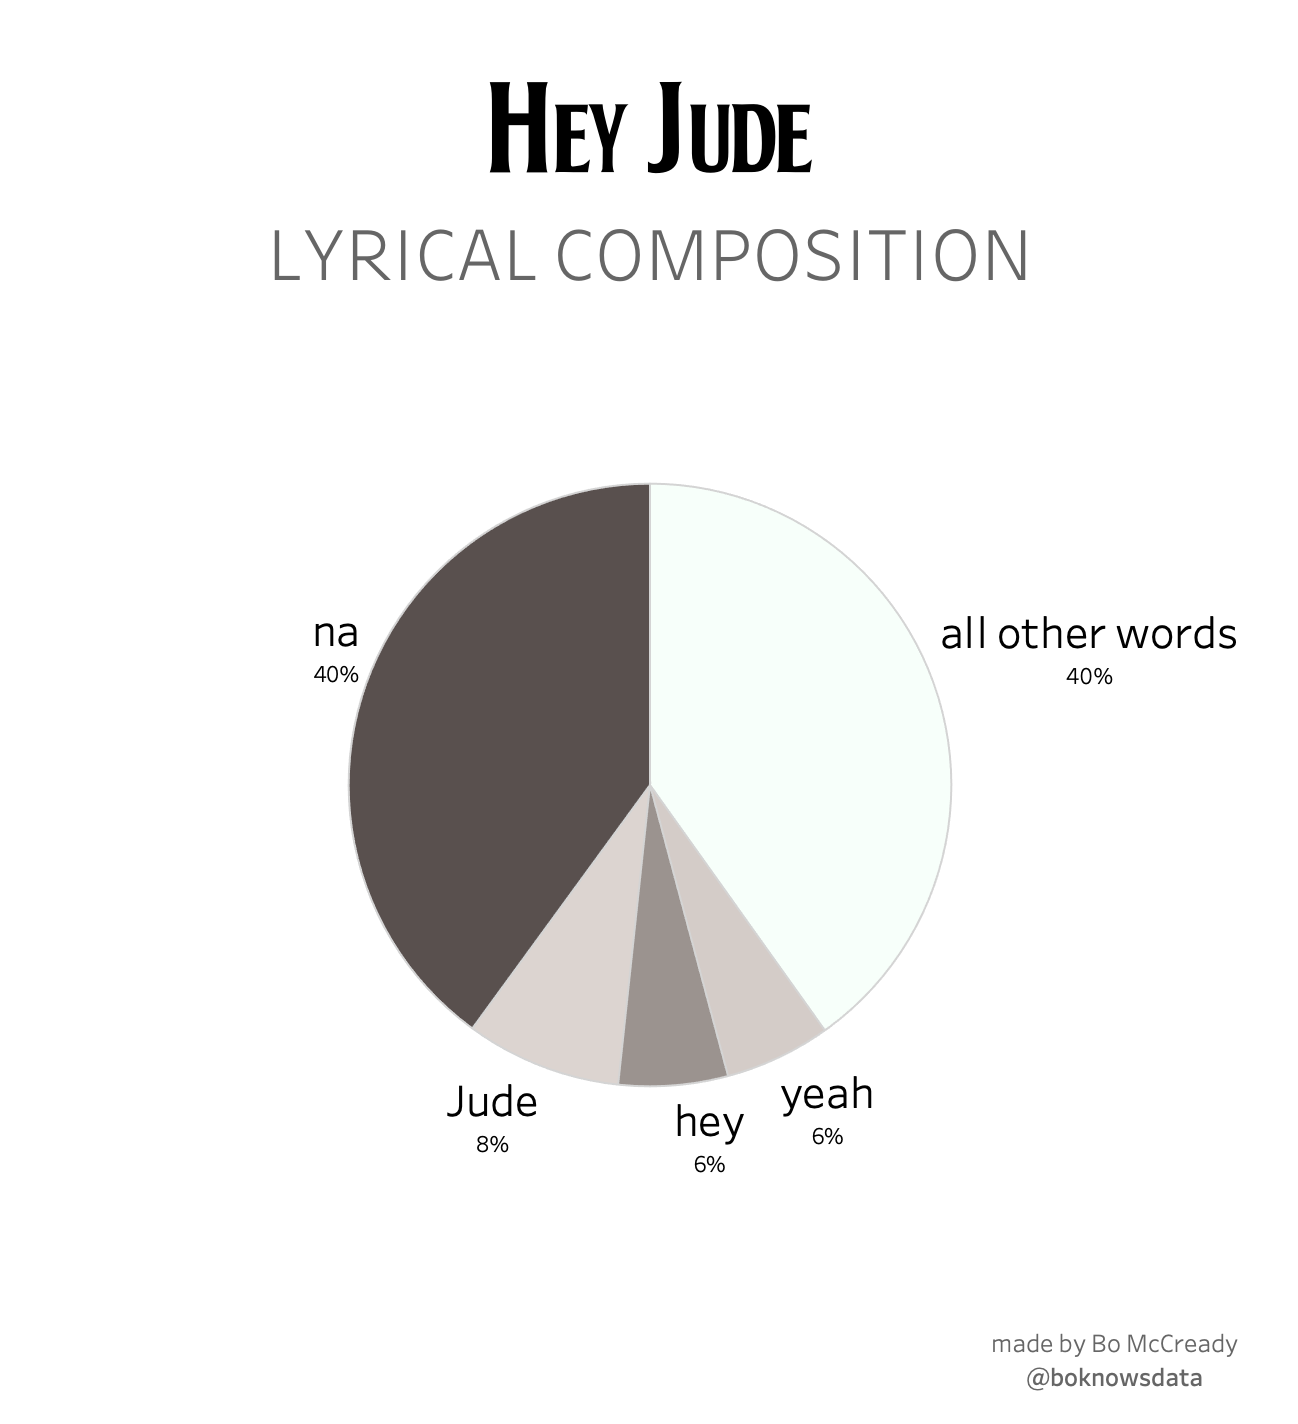 HEY JUDE
LYRICAL COMPOSITION
na
40%
all other words
40%
Jude
8%
hey
6%
yeah
6%
made by Bo McCready
@boknowsdata